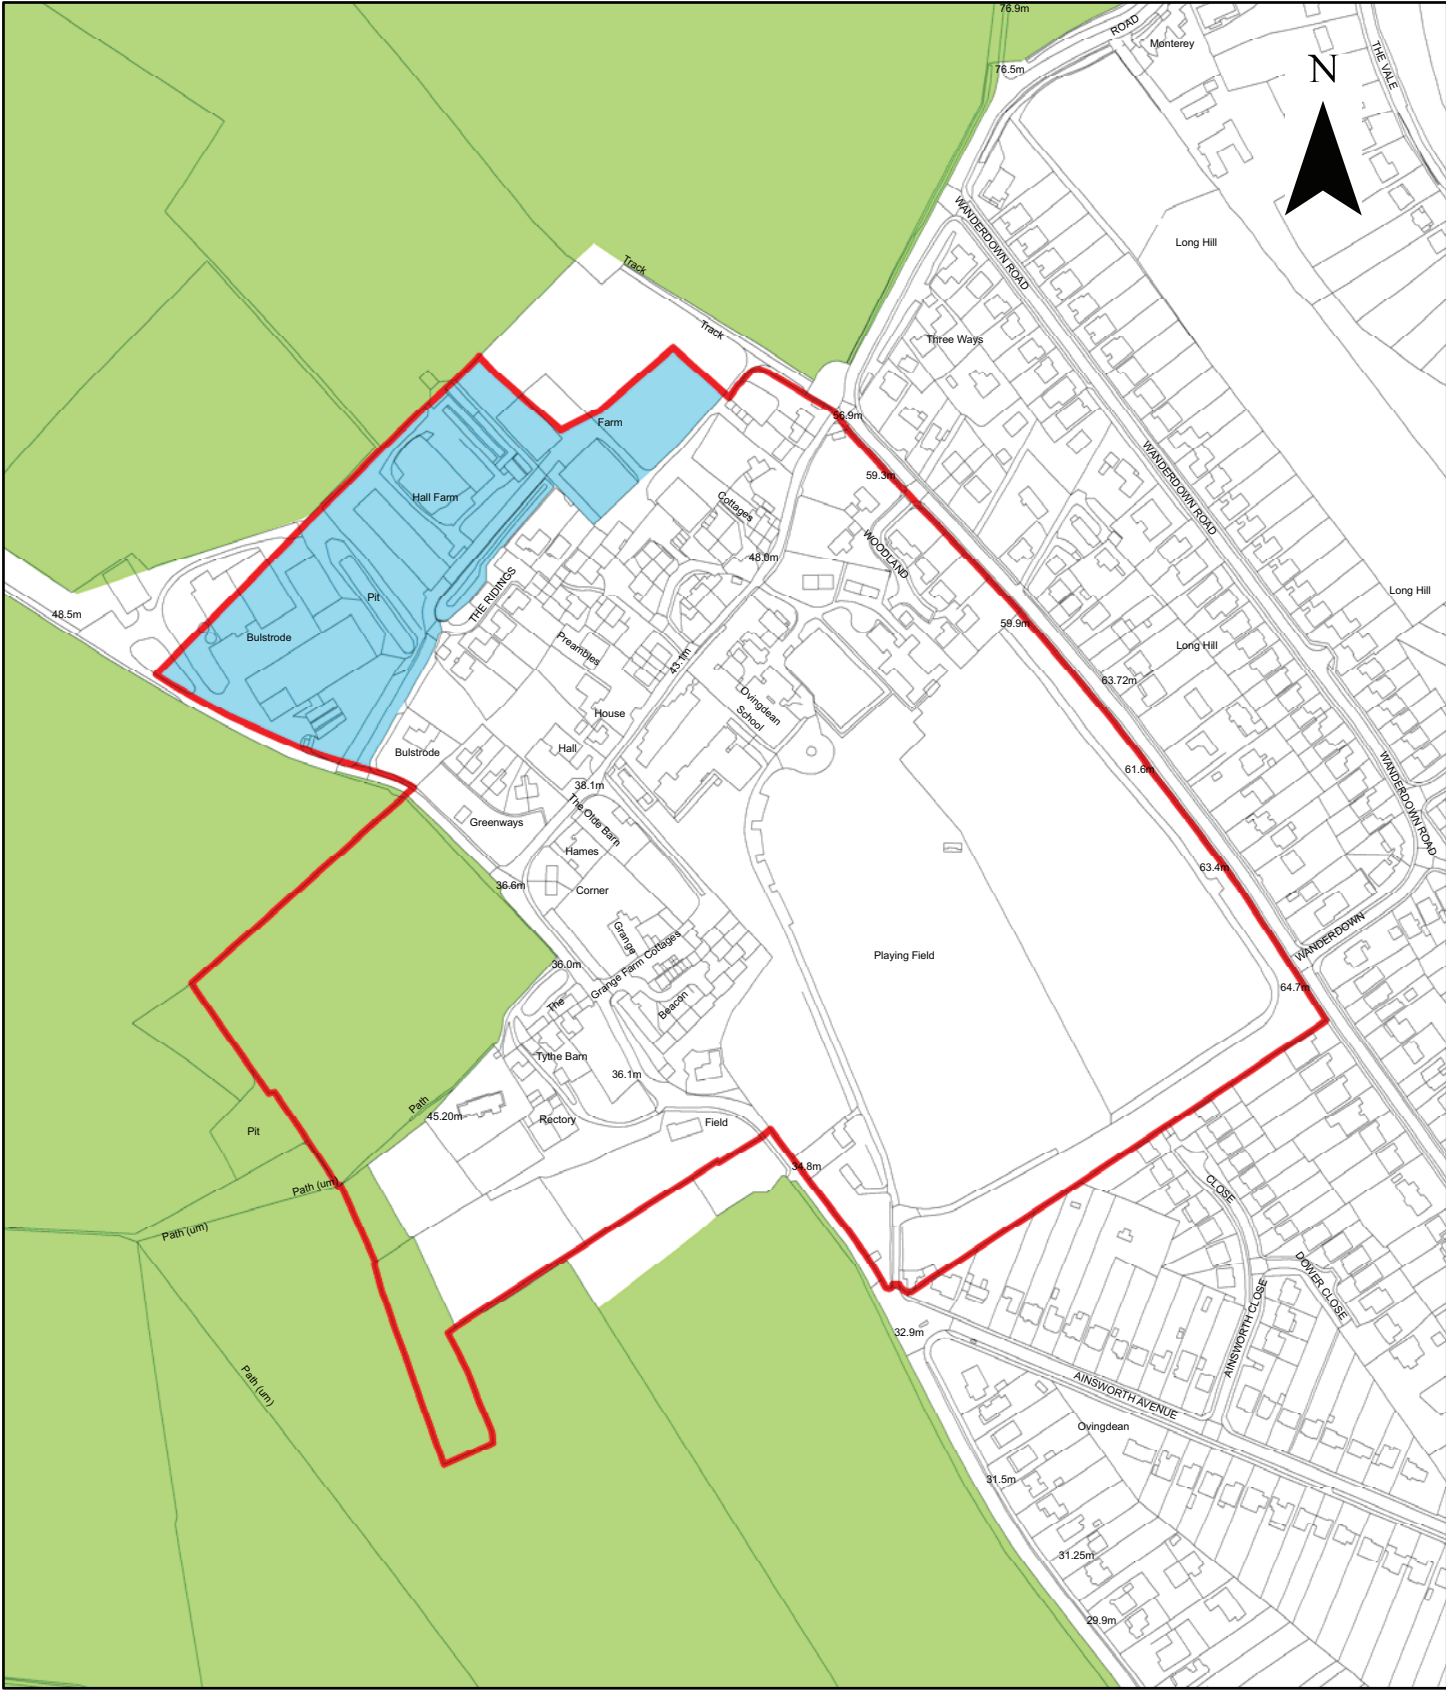 76.9m
ROAD
Monterey
THE VALE
76.5m
N
WANDERDOWN ROAD
Long Hill
Track
Track
Three Ways
56.9m
Farm
59.3m
WANDERDOWN ROAD
Hall Farm
Cottages
48.0m
WOODLAND
THE RIDINGS
Long Hill
48.5m
Pit
59.9m
Bulstrode
Preambles
43.1m
Long Hill
63.72m
Ovingdean
School
House
Hall
Bulstrode
61.6m
WANDERDOWN ROAD
38.1m
The Olde Barn
Greenways
Hames
Corner
36.6m
63.4m
Grange
Grange Farm Cottages
WANDERDOWN
Playing Field
36.0m
64.7m
The
Beacon
Tythe Barn
36.1m
Path
45.20m
Rectory
Field
Pit
34.8m
Path (um)
CLOSE
Path (um)
DOWER CLOSE
AINSWORTH CLOSE
32.9m
Path (um)
AINSWORTH AVENUE
Ovingdean
31.5m
31.25m
29.9m